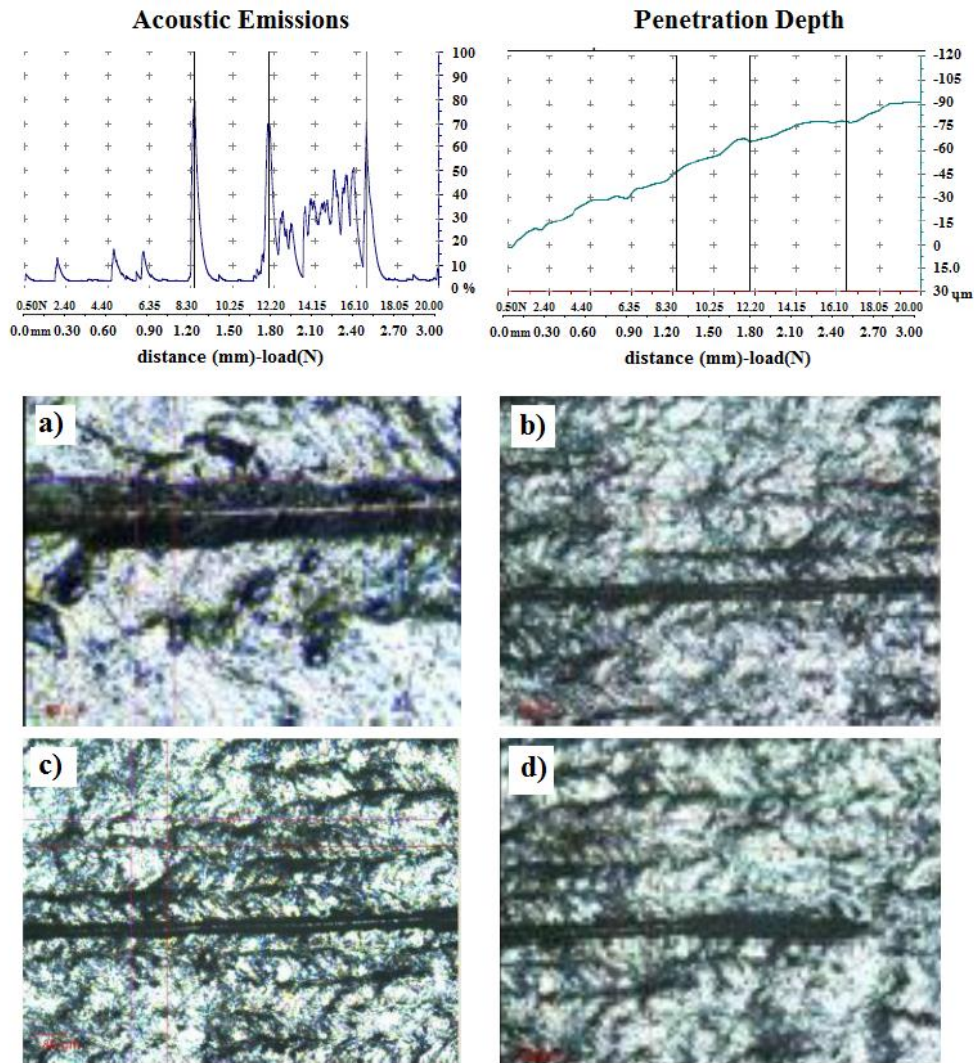 Acoustic Emissions
100
90
80
70
60
50
40
30
20
10
0 %
0.50N 2.40 4.40 6.35 8.30 10.25 12.20 14.15 16.10 18.05 20.00
0.0mm 0.30 0.60 0.90 1.20 1.50 1.80 2.10 2.40 2.70 3.00
distance (mm)-load(N)
Penetration Depth
-120
-105
-90
-75
-60
-45
-30
-15
0
15.0
30 µm
0.50N 2.40 4.40 6.35 8.30 10.25 12.20 14.15 16.10 18.05 20.00
0.0mm 0.30 0.60 0.90 1.20 1.50 1.80 2.10 2.40 2.70 3.00
distance (mm)-load(N)
a)
b)
c)
d)